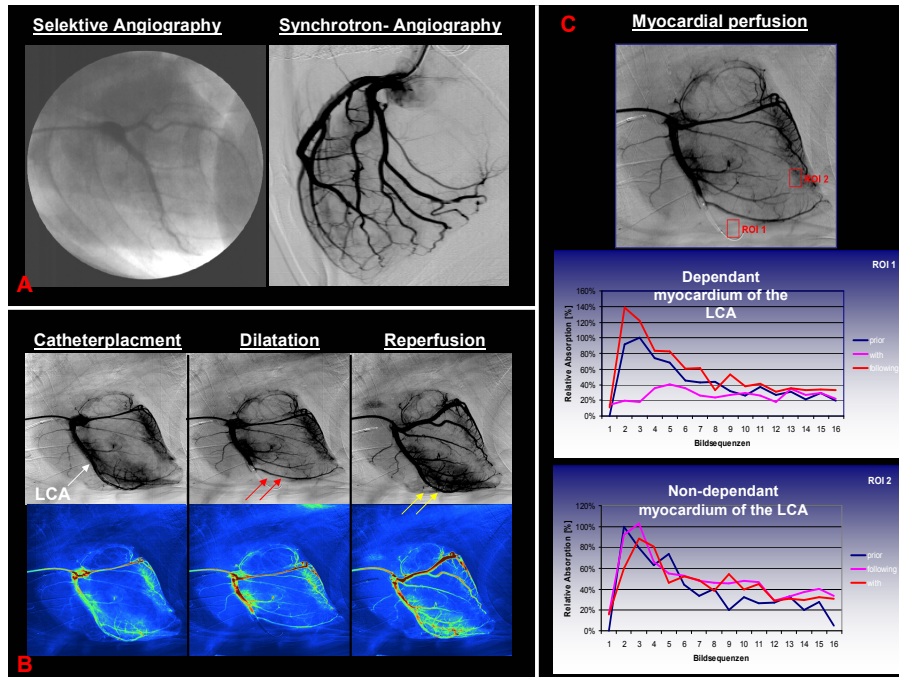 Selektive Angiography
Synchrotron- Angiography
A
Catheterplacment
Dilatation
Reperfusion
LCA
B
C
Myocardial perfusion
ROI 2
ROI 1
ROI 1
Dependant
myocardium of the
LCA
Relative Absorption [%]
160%
140%
120%
100%
80%
60%
40%
20%
0%
1 2 3 4 5 6 7 8 9 10 11 12 13 14 15 16
Bildsequenzen
prior
with
following
ROI 2
Non-dependant
myocardium of the LCA
Relative Absorption [%]
120%
100%
80%
60%
40%
20%
0%
1 2 3 4 5 6 7 8 9 10 11 12 13 14 15 16
Bildsequenzen
prior
following
with